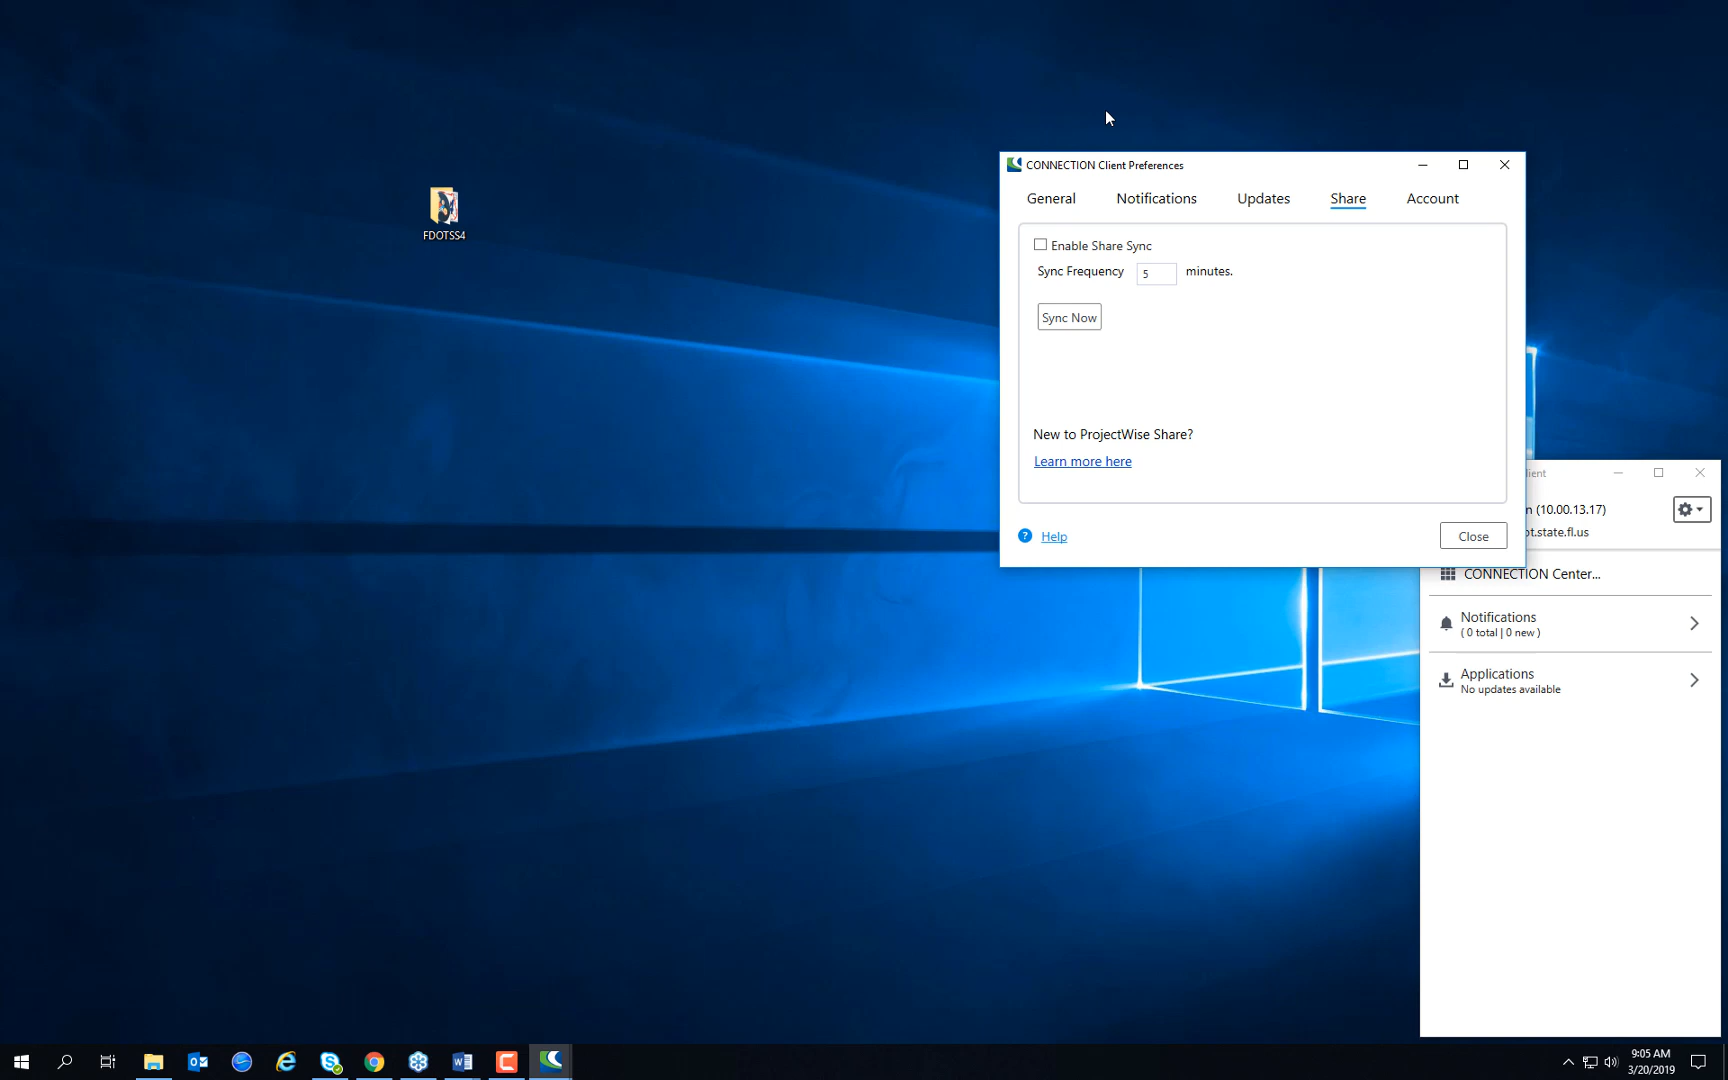 FDOTSS4
CONNECTION Client Preferences
General Notifications Updates Share Account
Enable Share Sync
Sync Frequency 5 minutes.
Sync Now
New to ProjectWise Share?
Learn more here
? Help
Close
(10.00.13.17)
ot.state.fl.us
CONNECTION Center...
Notifications
( 0 total | 0 new )
Applications
No updates available
9:05 AM
3/20/2019